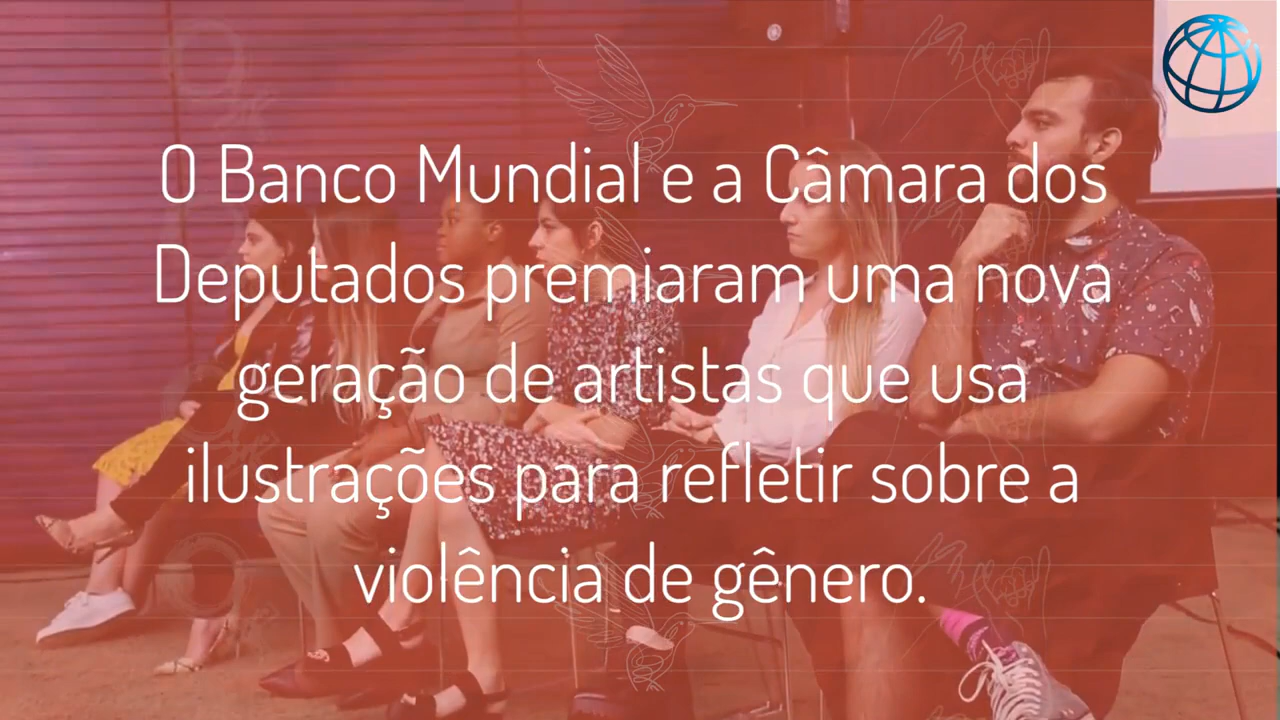 O Banco Mundial e a Câmara dos
Deputados premiaram uma nova
geração de artistas que usa
ilustrações para refletir sobre a
violência de gênero.